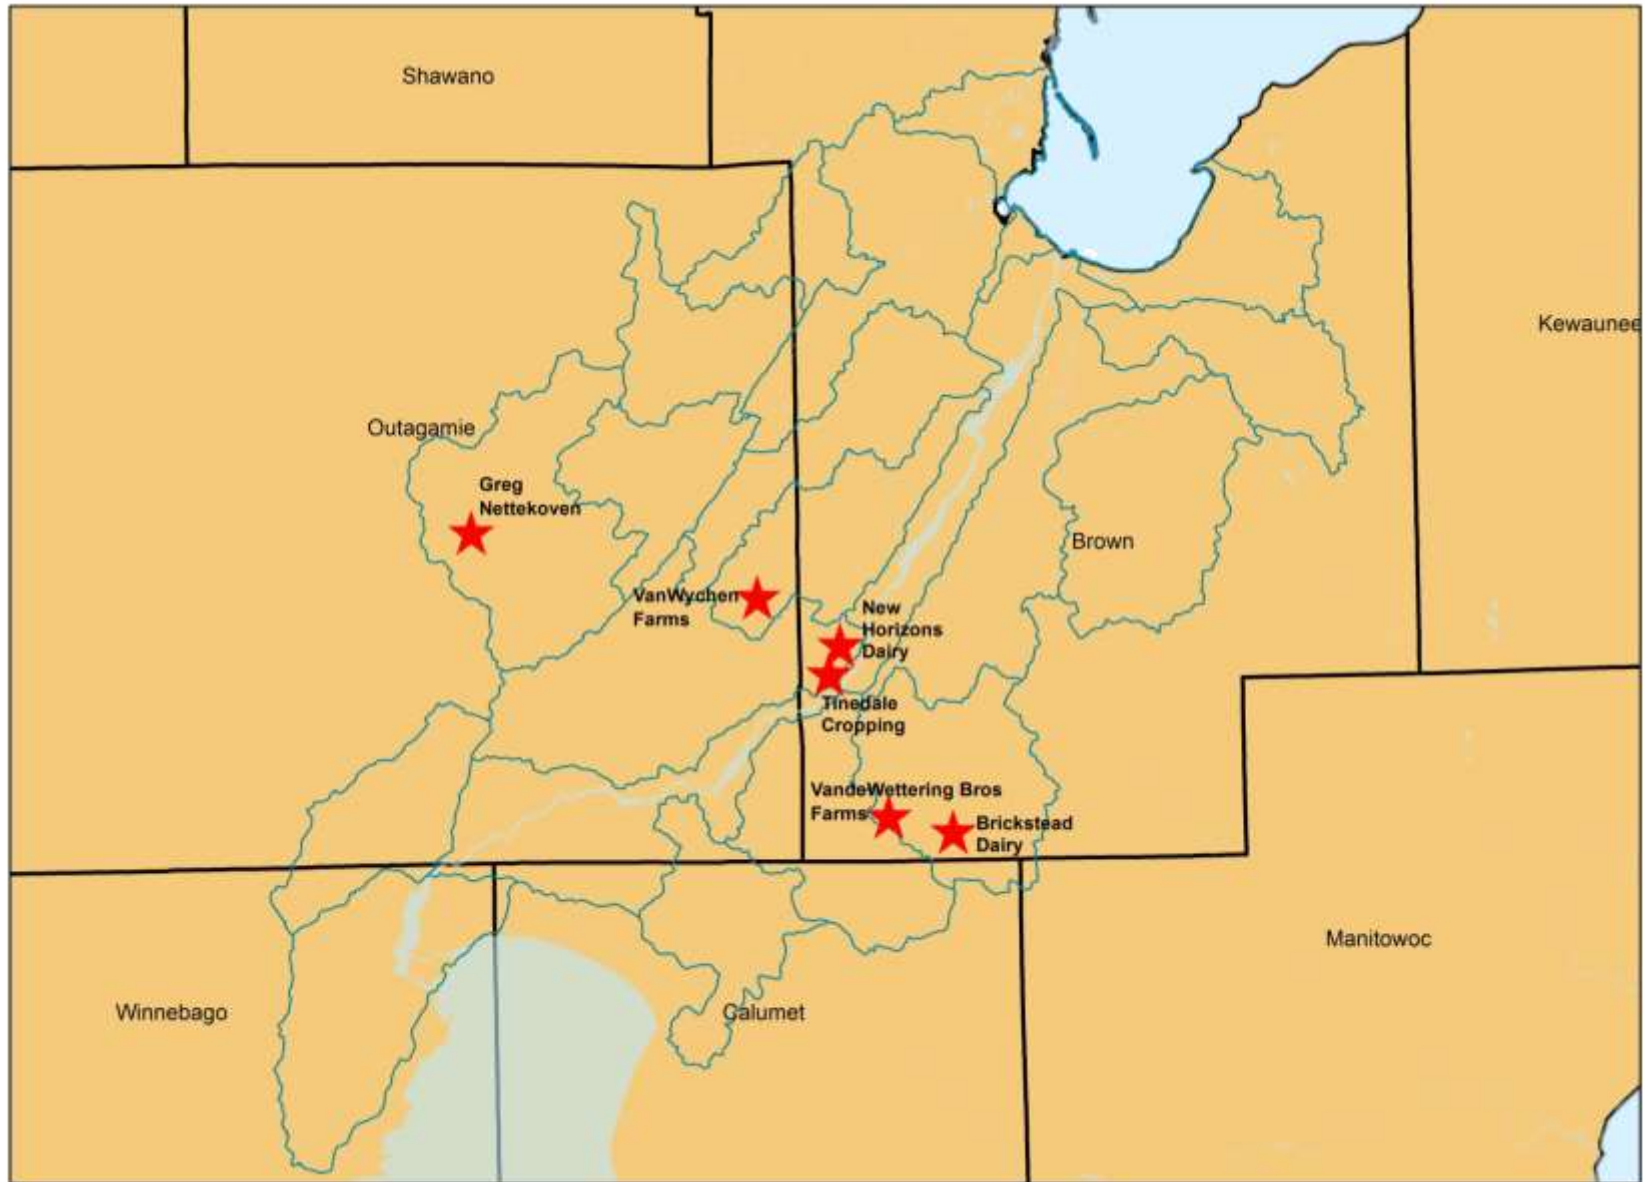 Shawano
Kewaunee
Outagamie
Greg
Nettekoven
Brown
VanWychen
Farms
New
Horizons
Dairy
Tinedale
Cropping
VandeWettering Bros
Farms
Brickstead
Dairy
Manitowoc
Winnebago
Calumet